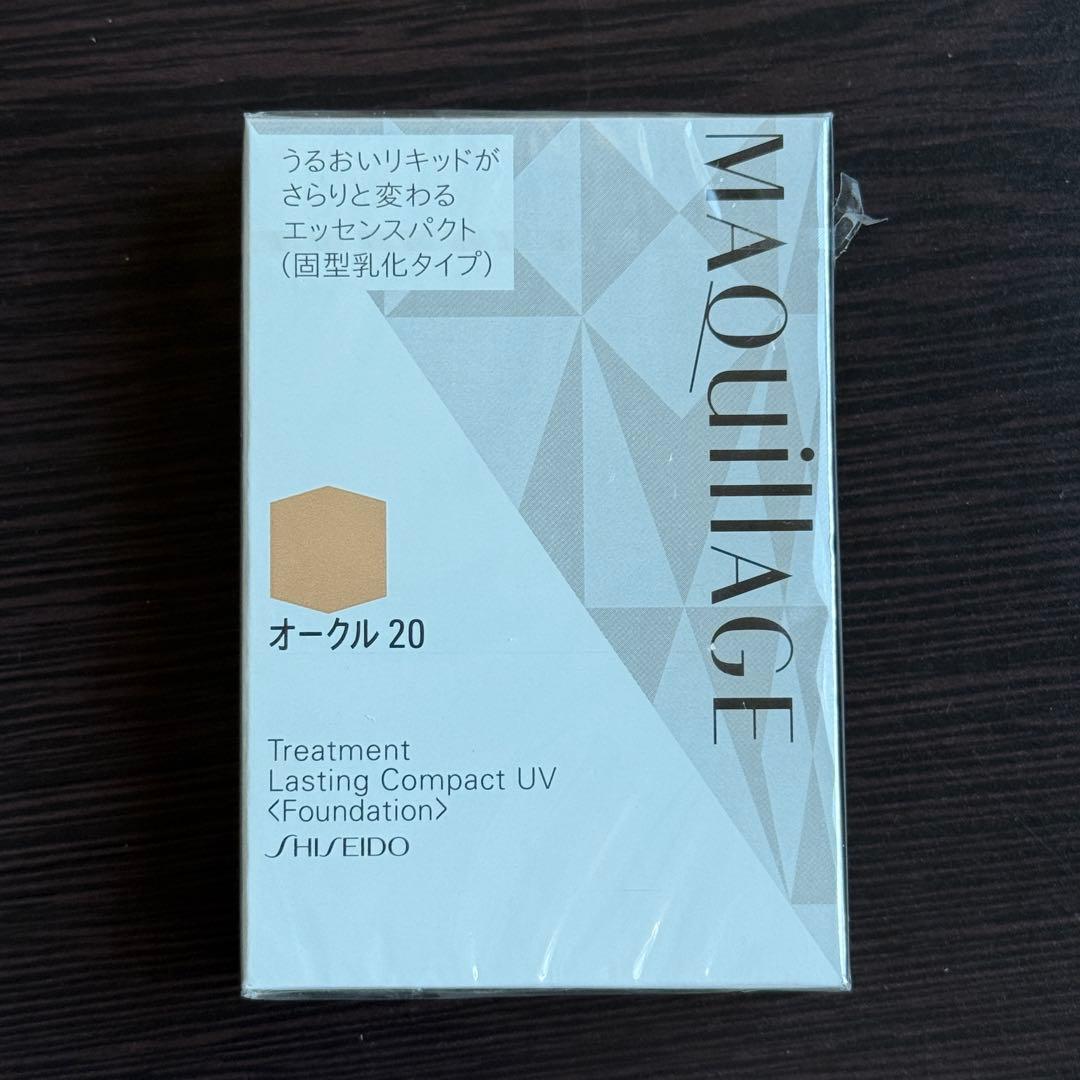 うるおいリキッドが
さらりと変わる
エッセンスパクト
(固型乳化タイプ)
MAQuillAGE
オークル 20
Treatment
Lasting Compact UV
<Foundation>
SHISEIDO